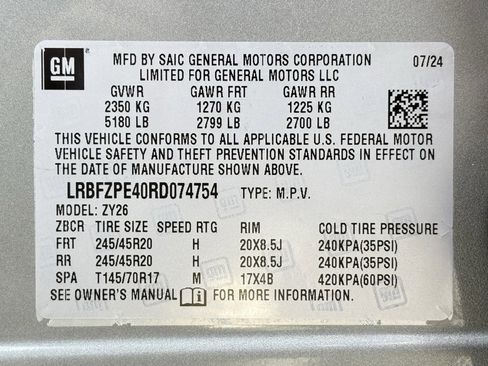 GM
MFD BY SAIC GENERAL MOTORS CORPORATION 07/24
LIMITED FOR GENERAL MOTORS LLC
GVWR GAWR FRT GAWR RR
2350 KG 1270 KG 1225 KG
5180 LB 2799 LB 2700 LB
THIS VEHICLE CONFORMS TO ALL APPLICABLE U.S. FEDERAL MOTOR
VEHICLE SAFETY AND THEFT PREVENTION STANDARDS IN EFFECT ON
THE DATE OF MANUFACTURE SHOWN ABOVE.
LRBFZPE40RD074754 TYPE: M.P.V.
MODEL: ZY26
ZBCR TIRE SIZE SPEED RTG RIM COLD TIRE PRESSURE
FRT 245/45R20 H 20X8.5J 240KPA(35PSI)
RR 245/45R20 H 20X8.5J 240KPA(35PSI)
SPA T145/70R17 M 17X4B 420KPA(60PSI)
SEE OWNER'S MANUAL FOR MORE INFORMATION.